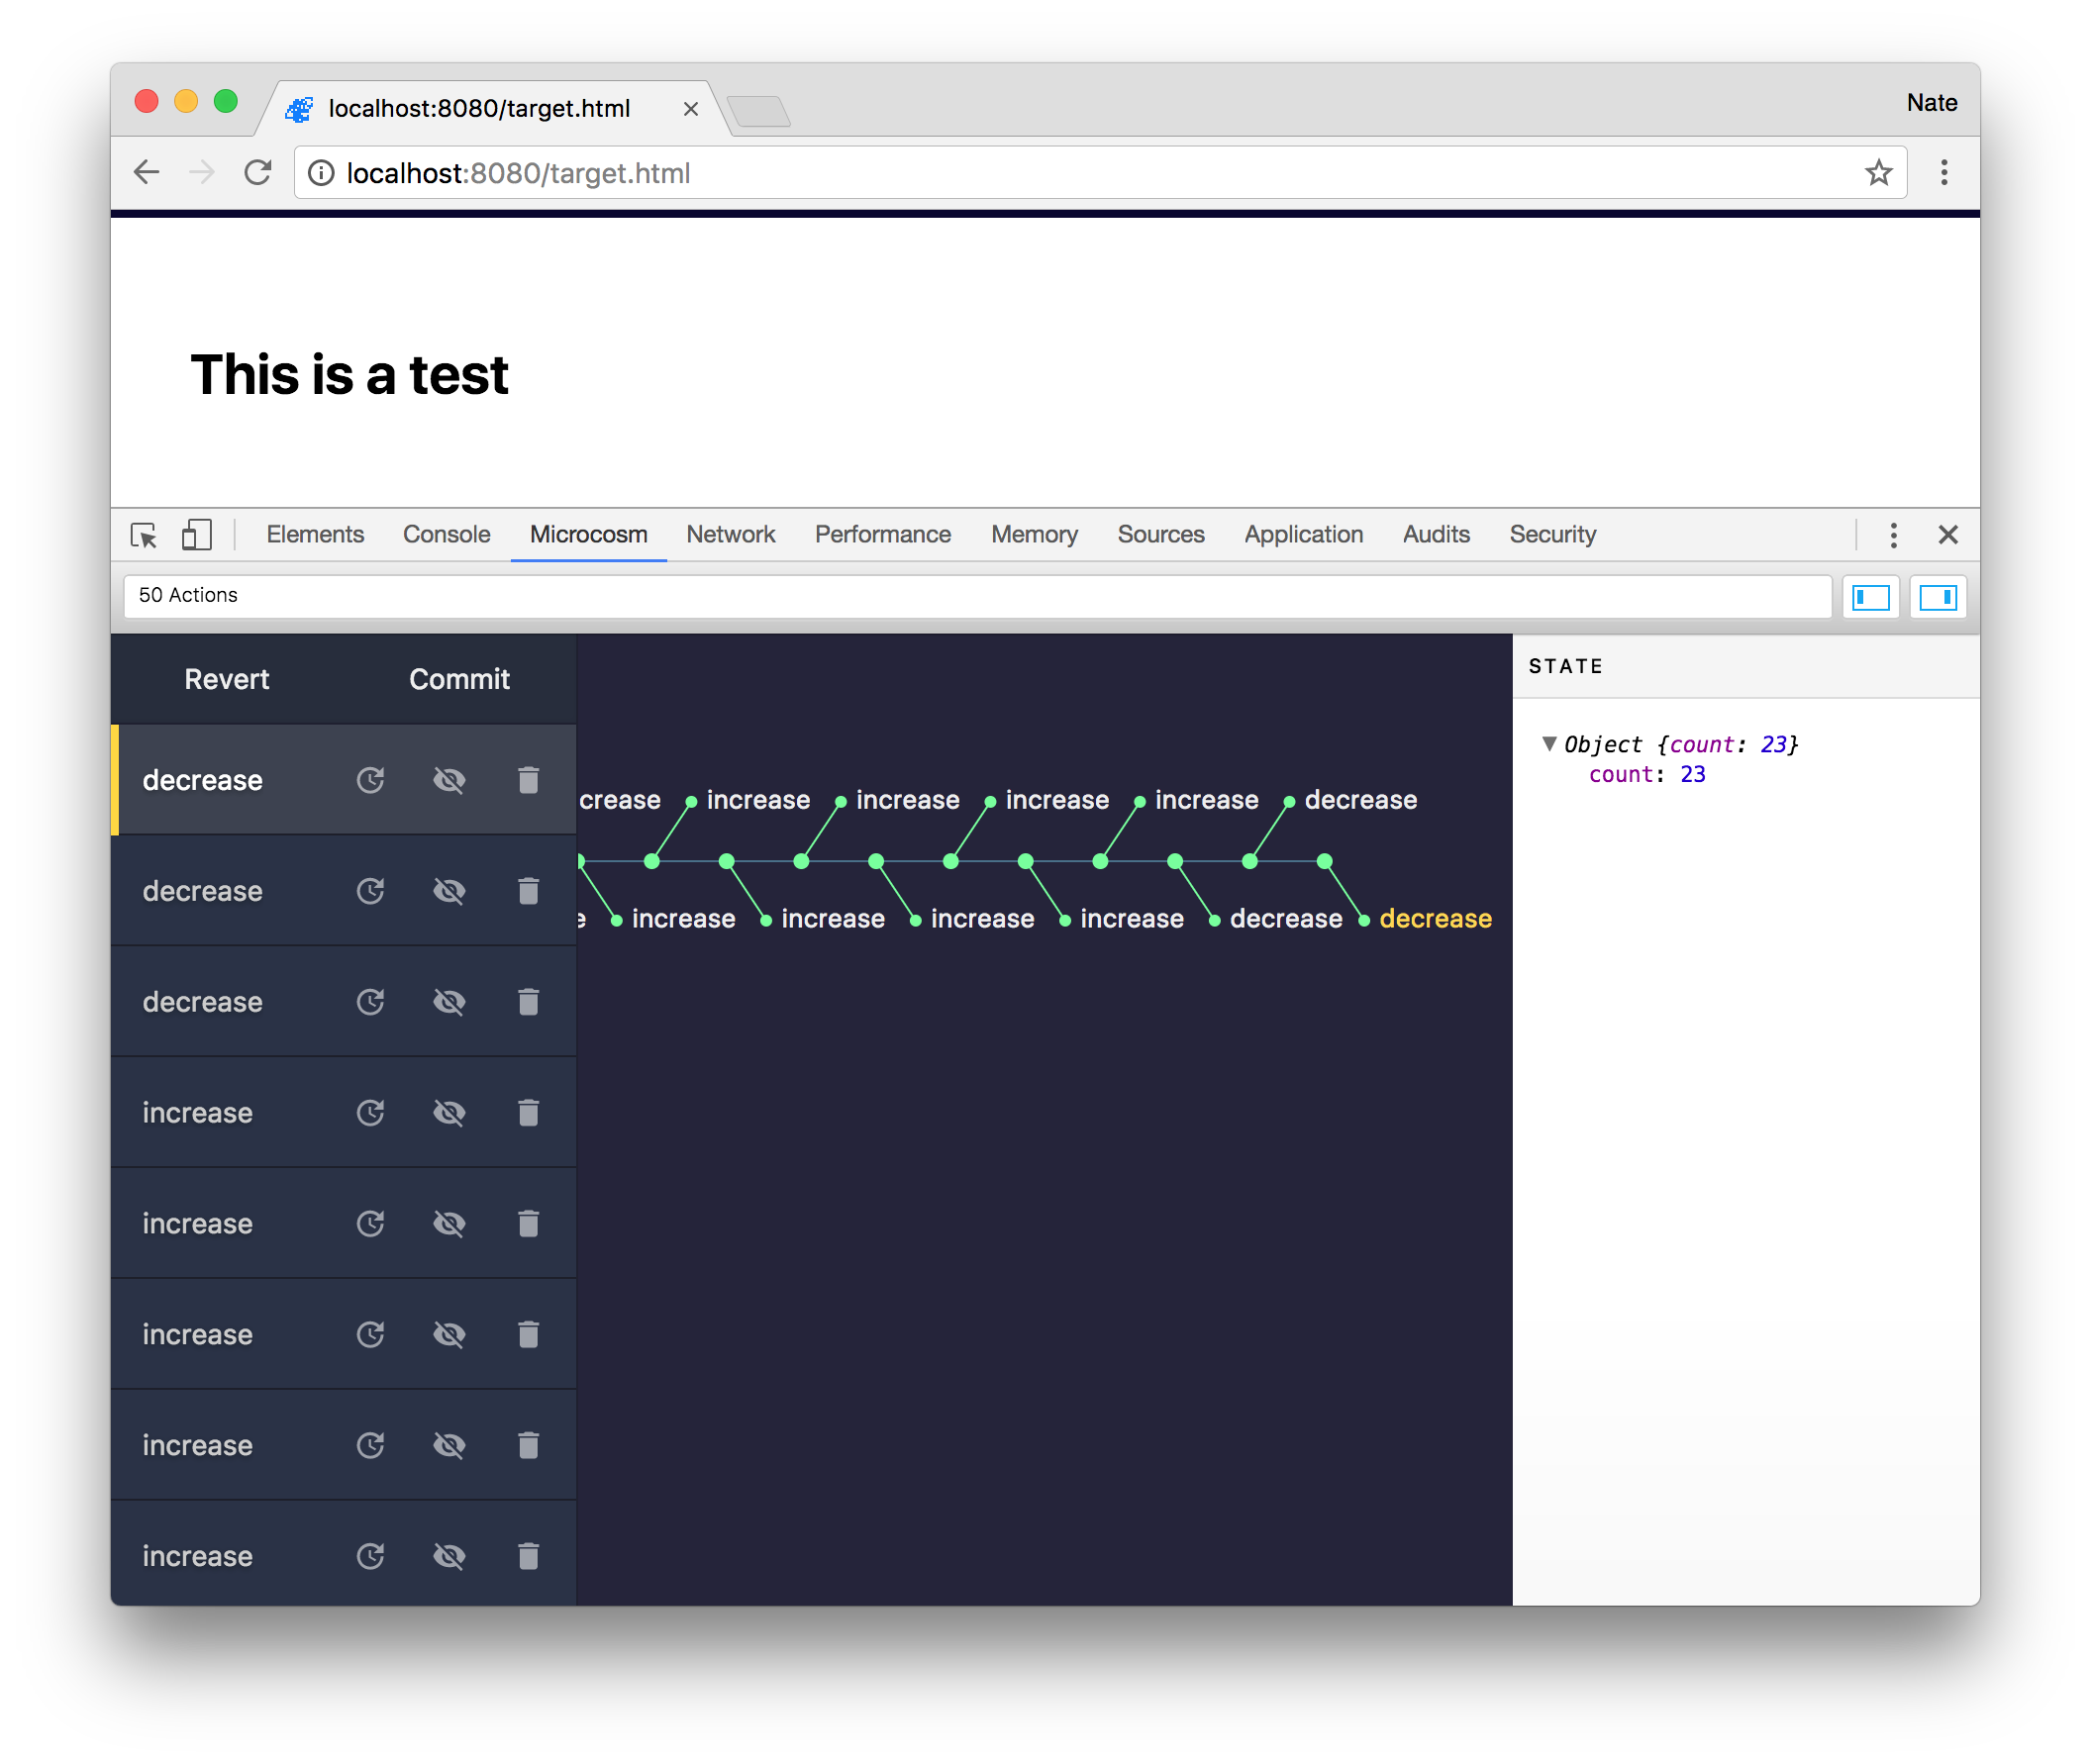 localhost:8080/target.html
Nate
localhost:8080/target.html
This is a test
Elements Console Microcosm Network Performance Memory Sources Application Audits Security
50 Actions
Revert Commit
decrease
decrease
decrease
increase
increase
increase
increase
increase
crease increase increase increase increase decrease
e increase increase increase increase decrease decrease
STATE
Object {count: 23}
count: 23